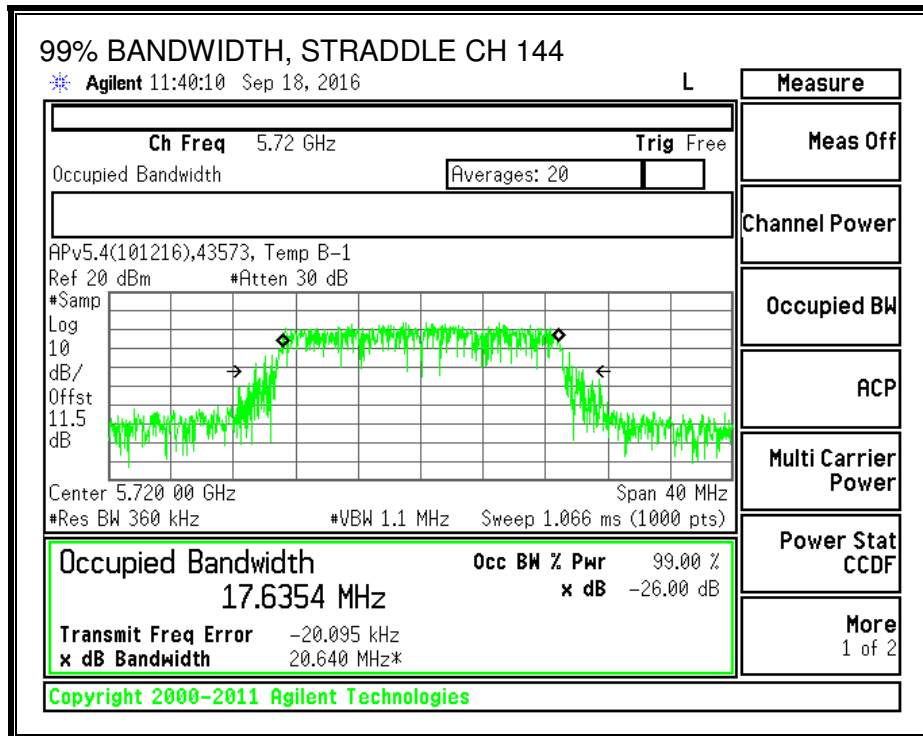 99% BANDWIDTH, STRADDLE CH 144
Agilent 11:40:10 Sep 18, 2016 L
Measure
Ch Freq 5.72 GHz Trig Free
Meas Off
Occupied Bandwidth Averages: 20
Channel Power
APv5.4(101216),43573, Temp B-1
Ref 20 dBm #Atten 30 dB
#Samp
Log
10
dB/
Offst
11.5
dB
Occupied BW
ACP
Multi Carrier
Power
Center 5.720 00 GHz Span 40 MHz
#Res BW 360 kHz #VBW 1.1 MHz Sweep 1.066 ms (1000 pts)
Power Stat
CCDF
Occupied Bandwidth Occ BW % Pwr 99.00 %
17.6354 MHz x dB -26.00 dB
Transmit Freq Error -20.095 kHz
x dB Bandwidth 20.640 MHz*
More
1 of 2
Copyright 2000-2011 Agilent Technologies